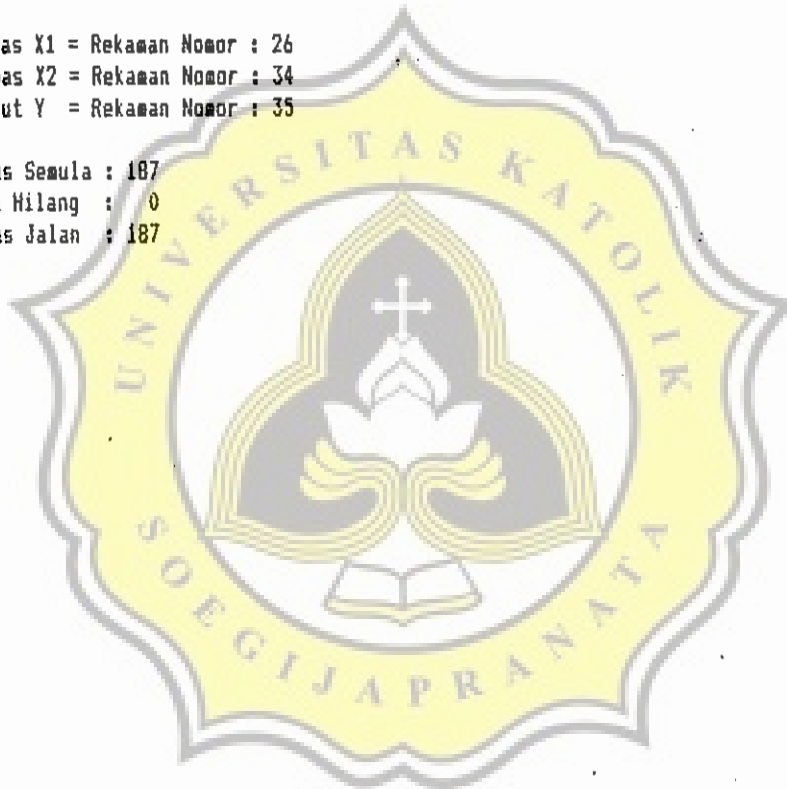 as X1 = Rekaman Nomor : 26
as X2 = Rekaman Nomor : 34
ut Y = Rekaman Nomor : 35
s Semula : 187
Hilang : 0
s Jalan : 187
UNIVERSITAS KATOLIK
SOEGIJAPRANATA